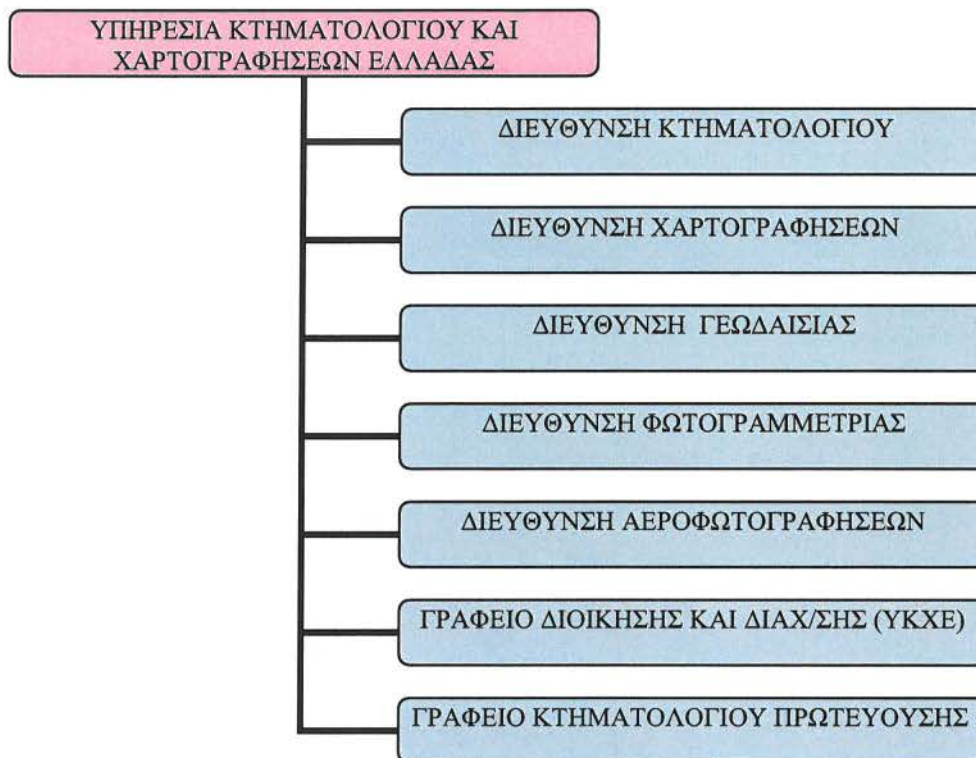 ΥΠΗΡΕΣΙΑ ΚΤΗΜΑΤΟΛΟΓΙΟΥ ΚΑΙ
ΧΑΡΤΟΓΡΑΦΗΣΕΩΝ ΕΛΛΑΔΑΣ
ΔΙΕΥΘΥΝΣΗ ΚΤΗΜΑΤΟΛΟΓΙΟΥ
ΔΙΕΥΘΥΝΣΗ ΧΑΡΤΟΓΡΑΦΗΣΕΩΝ
ΔΙΕΥΘΥΝΣΗ ΓΕΩΔΑΙΣΙΑΣ
ΔΙΕΥΘΥΝΣΗ ΦΩΤΟΓΡΑΜΜΕΤΡΙΑΣ
ΔΙΕΥΘΥΝΣΗ ΑΕΡΟΦΩΤΟΓΡΑΦΗΣΕΩΝ
ΓΡΑΦΕΙΟ ΔΙΟΙΚΗΣΗΣ ΚΑΙ ΔΙΑΧ/ΣΗΣ (ΥΚΧΕ)
ΓΡΑΦΕΙΟ ΚΤΗΜΑΤΟΛΟΓΙΟΥ ΠΡΩΤΕΥΟΥΣΗΣ